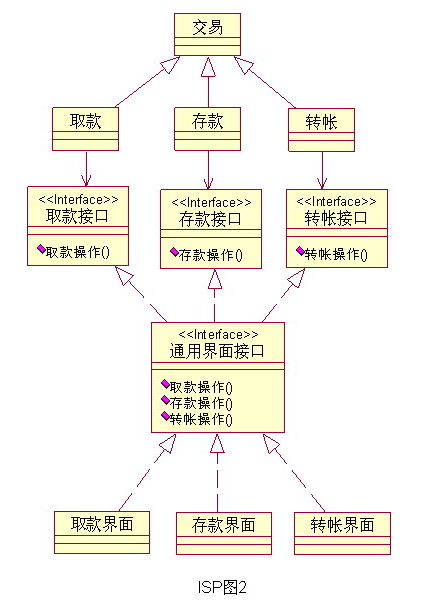 交易
取款
存款
转帐
<<Interface>>
取款接口
取款操作()
<<Interface>>
存款接口
存款操作()
<<Interface>>
转帐接口
转帐操作()
<<Interface>>
通用界面接口
取款操作()
存款操作()
转帐操作()
取款界面
存款界面
转帐界面
ISP图2